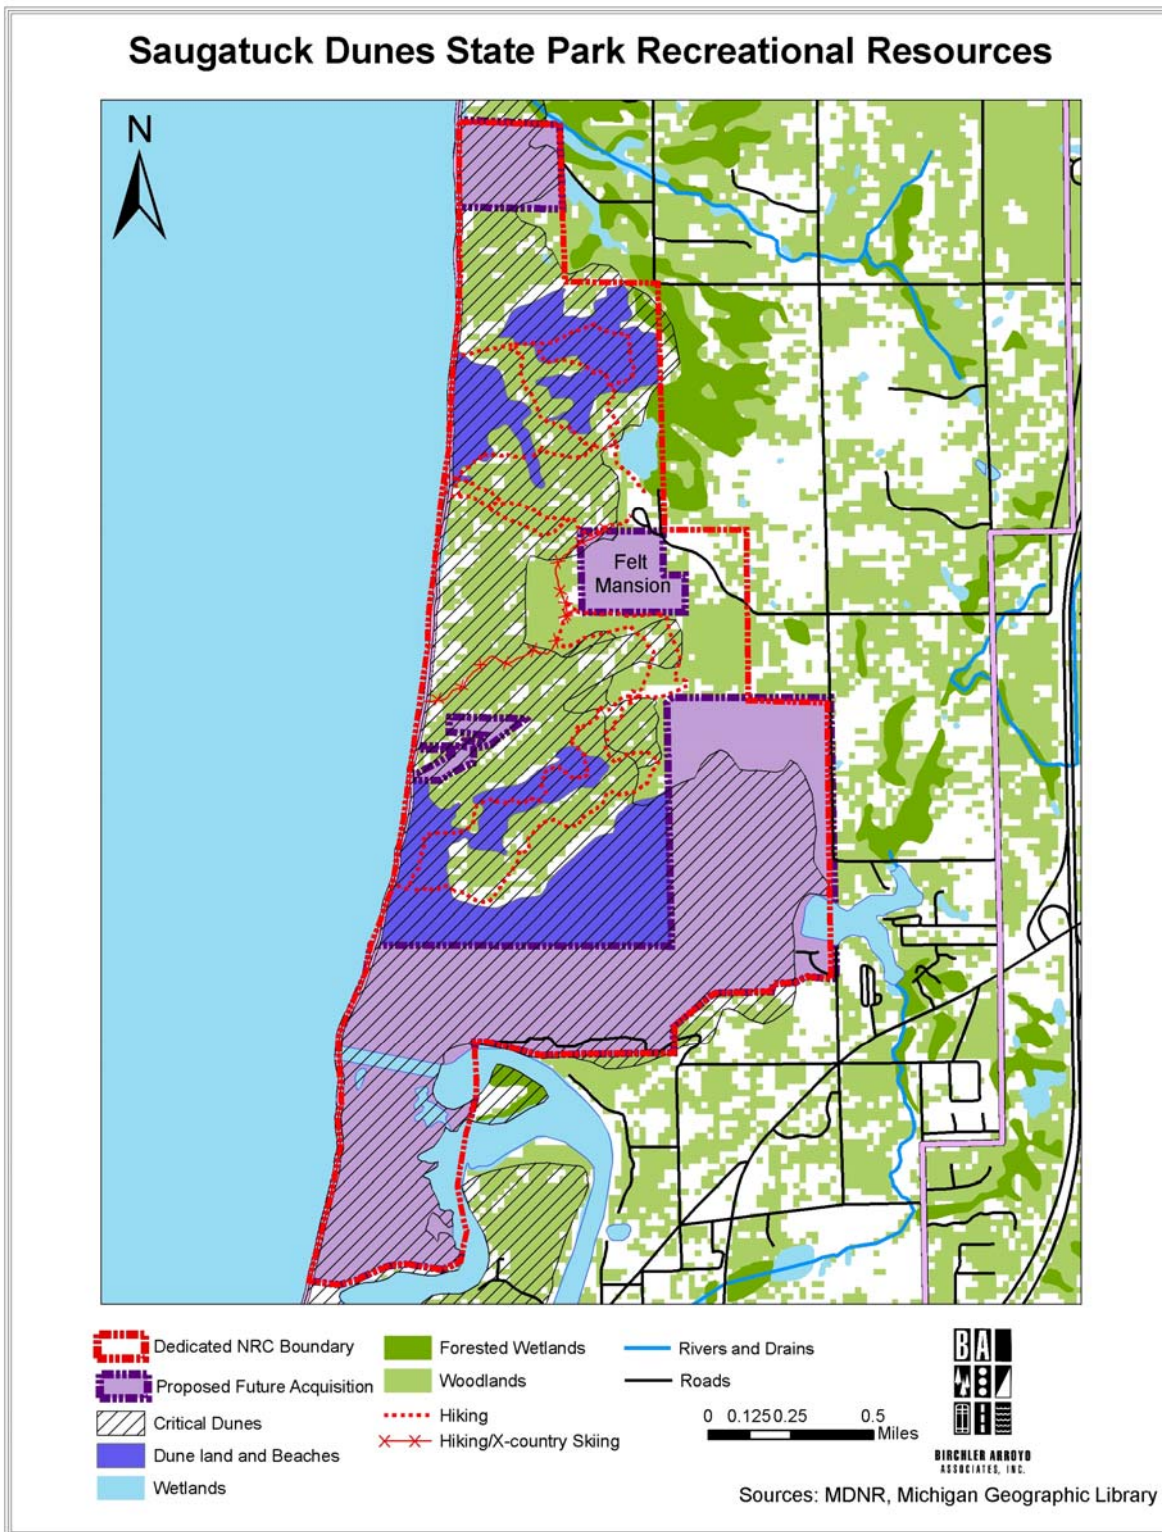 Saugatuck Dunes State Park Recreational Resources
N
Felt
Mansion
Dedicated NRC Boundary
Proposed Future Acquisition
Critical Dunes
Dune land and Beaches
Wetlands
Forested Wetlands
Woodlands
Hiking
Hiking/X-country Skiing
Rivers and Drains
Roads
0 0.125 0.25 0.5
Miles
BA
BIRCHLER ARROYO
ASSOCIATES, INC.
Sources: MDNR, Michigan Geographic Library